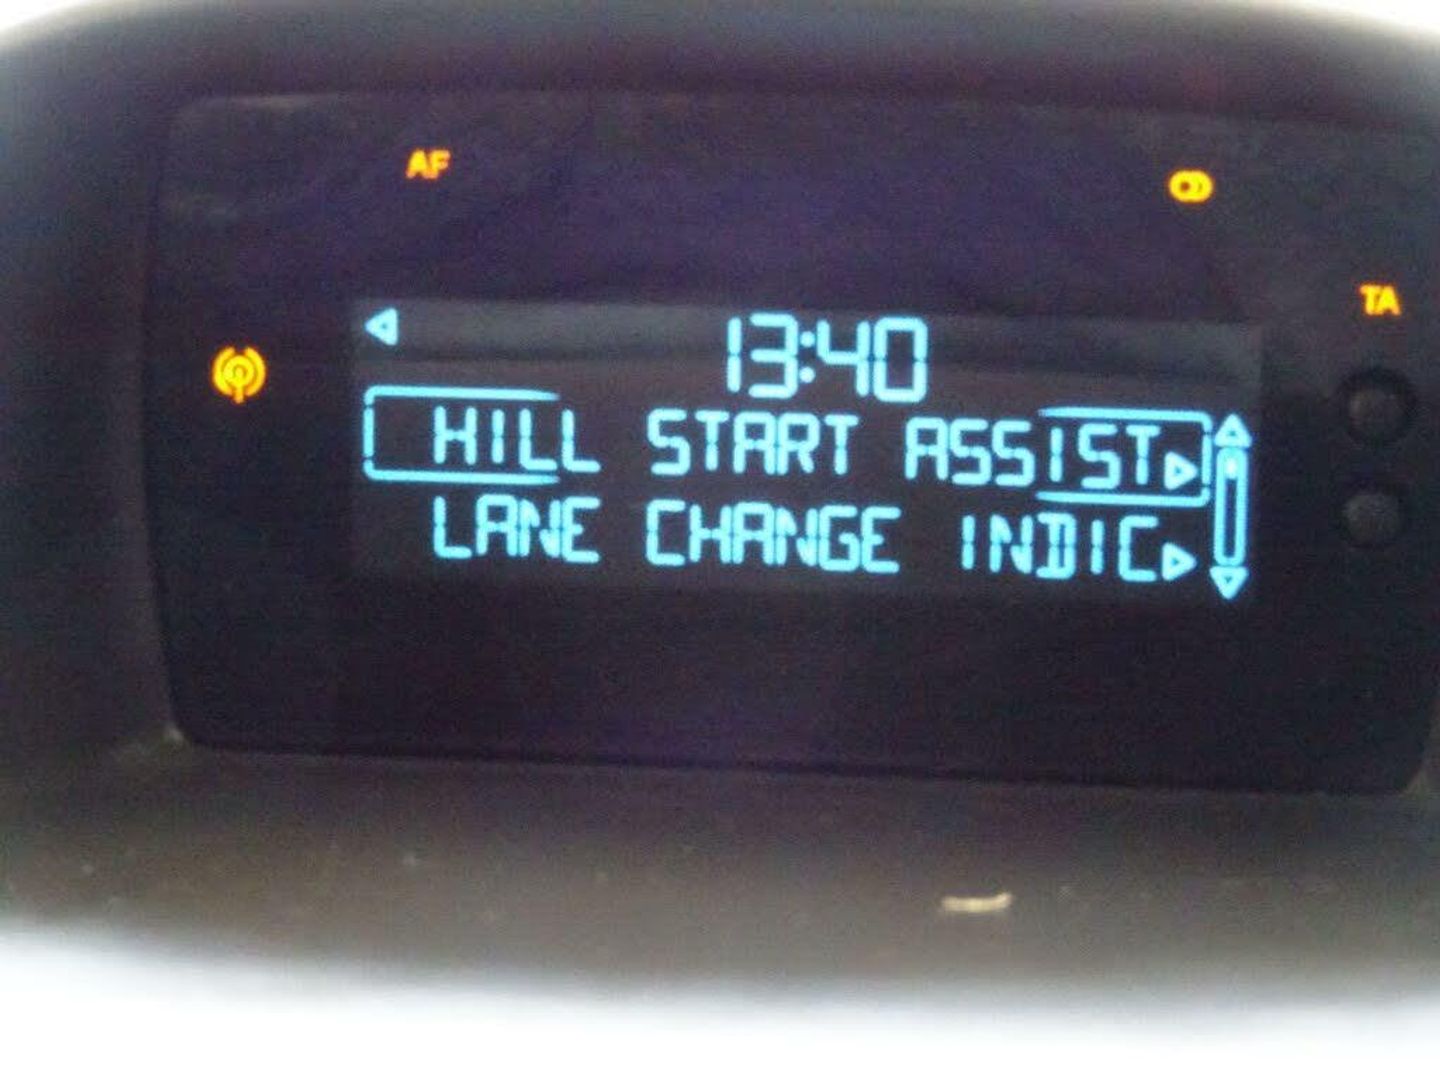 AF
TA
13:40
HILL START ASSIST
LANE CHANGE INDIC